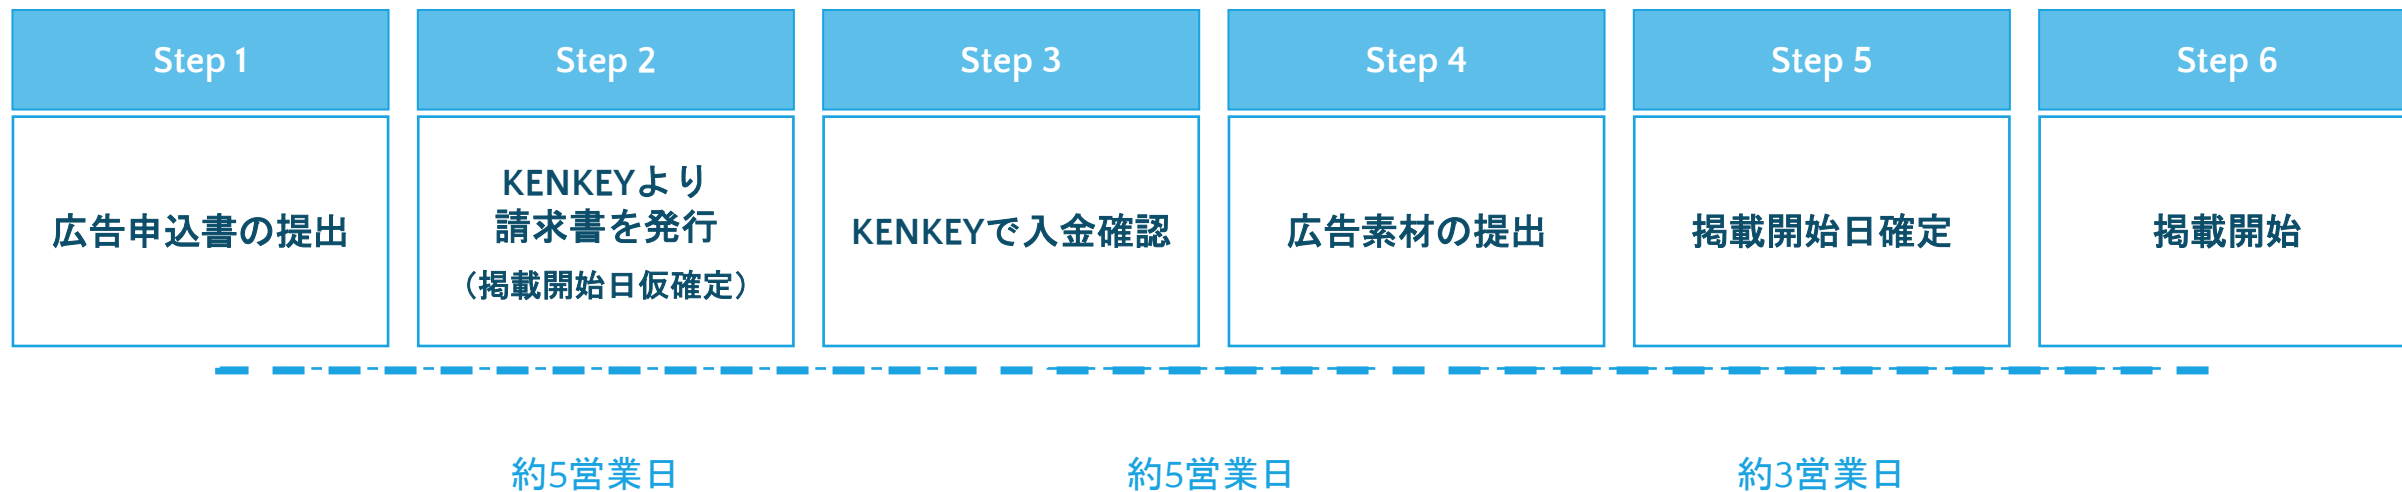 Step 1
広告申込書の提出
Step 2
KENKEYより
請求書を発行
（掲載開始日仮確定）
Step 3
KENKEYで入金確認
Step 4
広告素材の提出
Step 5
掲載開始日確定
Step 6
掲載開始
約5営業日
約5営業日
約3営業日